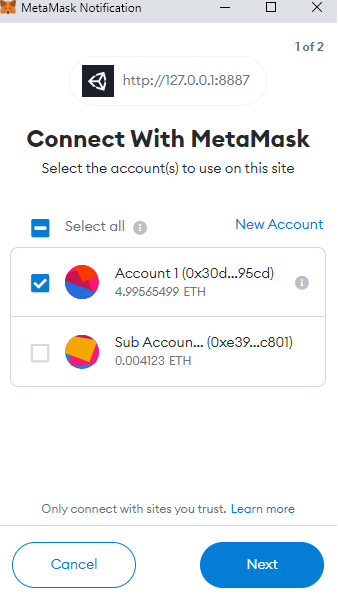 MetaMask Notification
1 of 2
http://127.0.0.1:8887
Connect With MetaMask
Select the account(s) to use on this site
Select all
New Account
Account 1 (0x30d...95cd)
4.99565499 ETH
Sub Accoun... (0xe39...c801)
0.004123 ETH
Only connect with sites you trust. Learn more
Cancel
Next